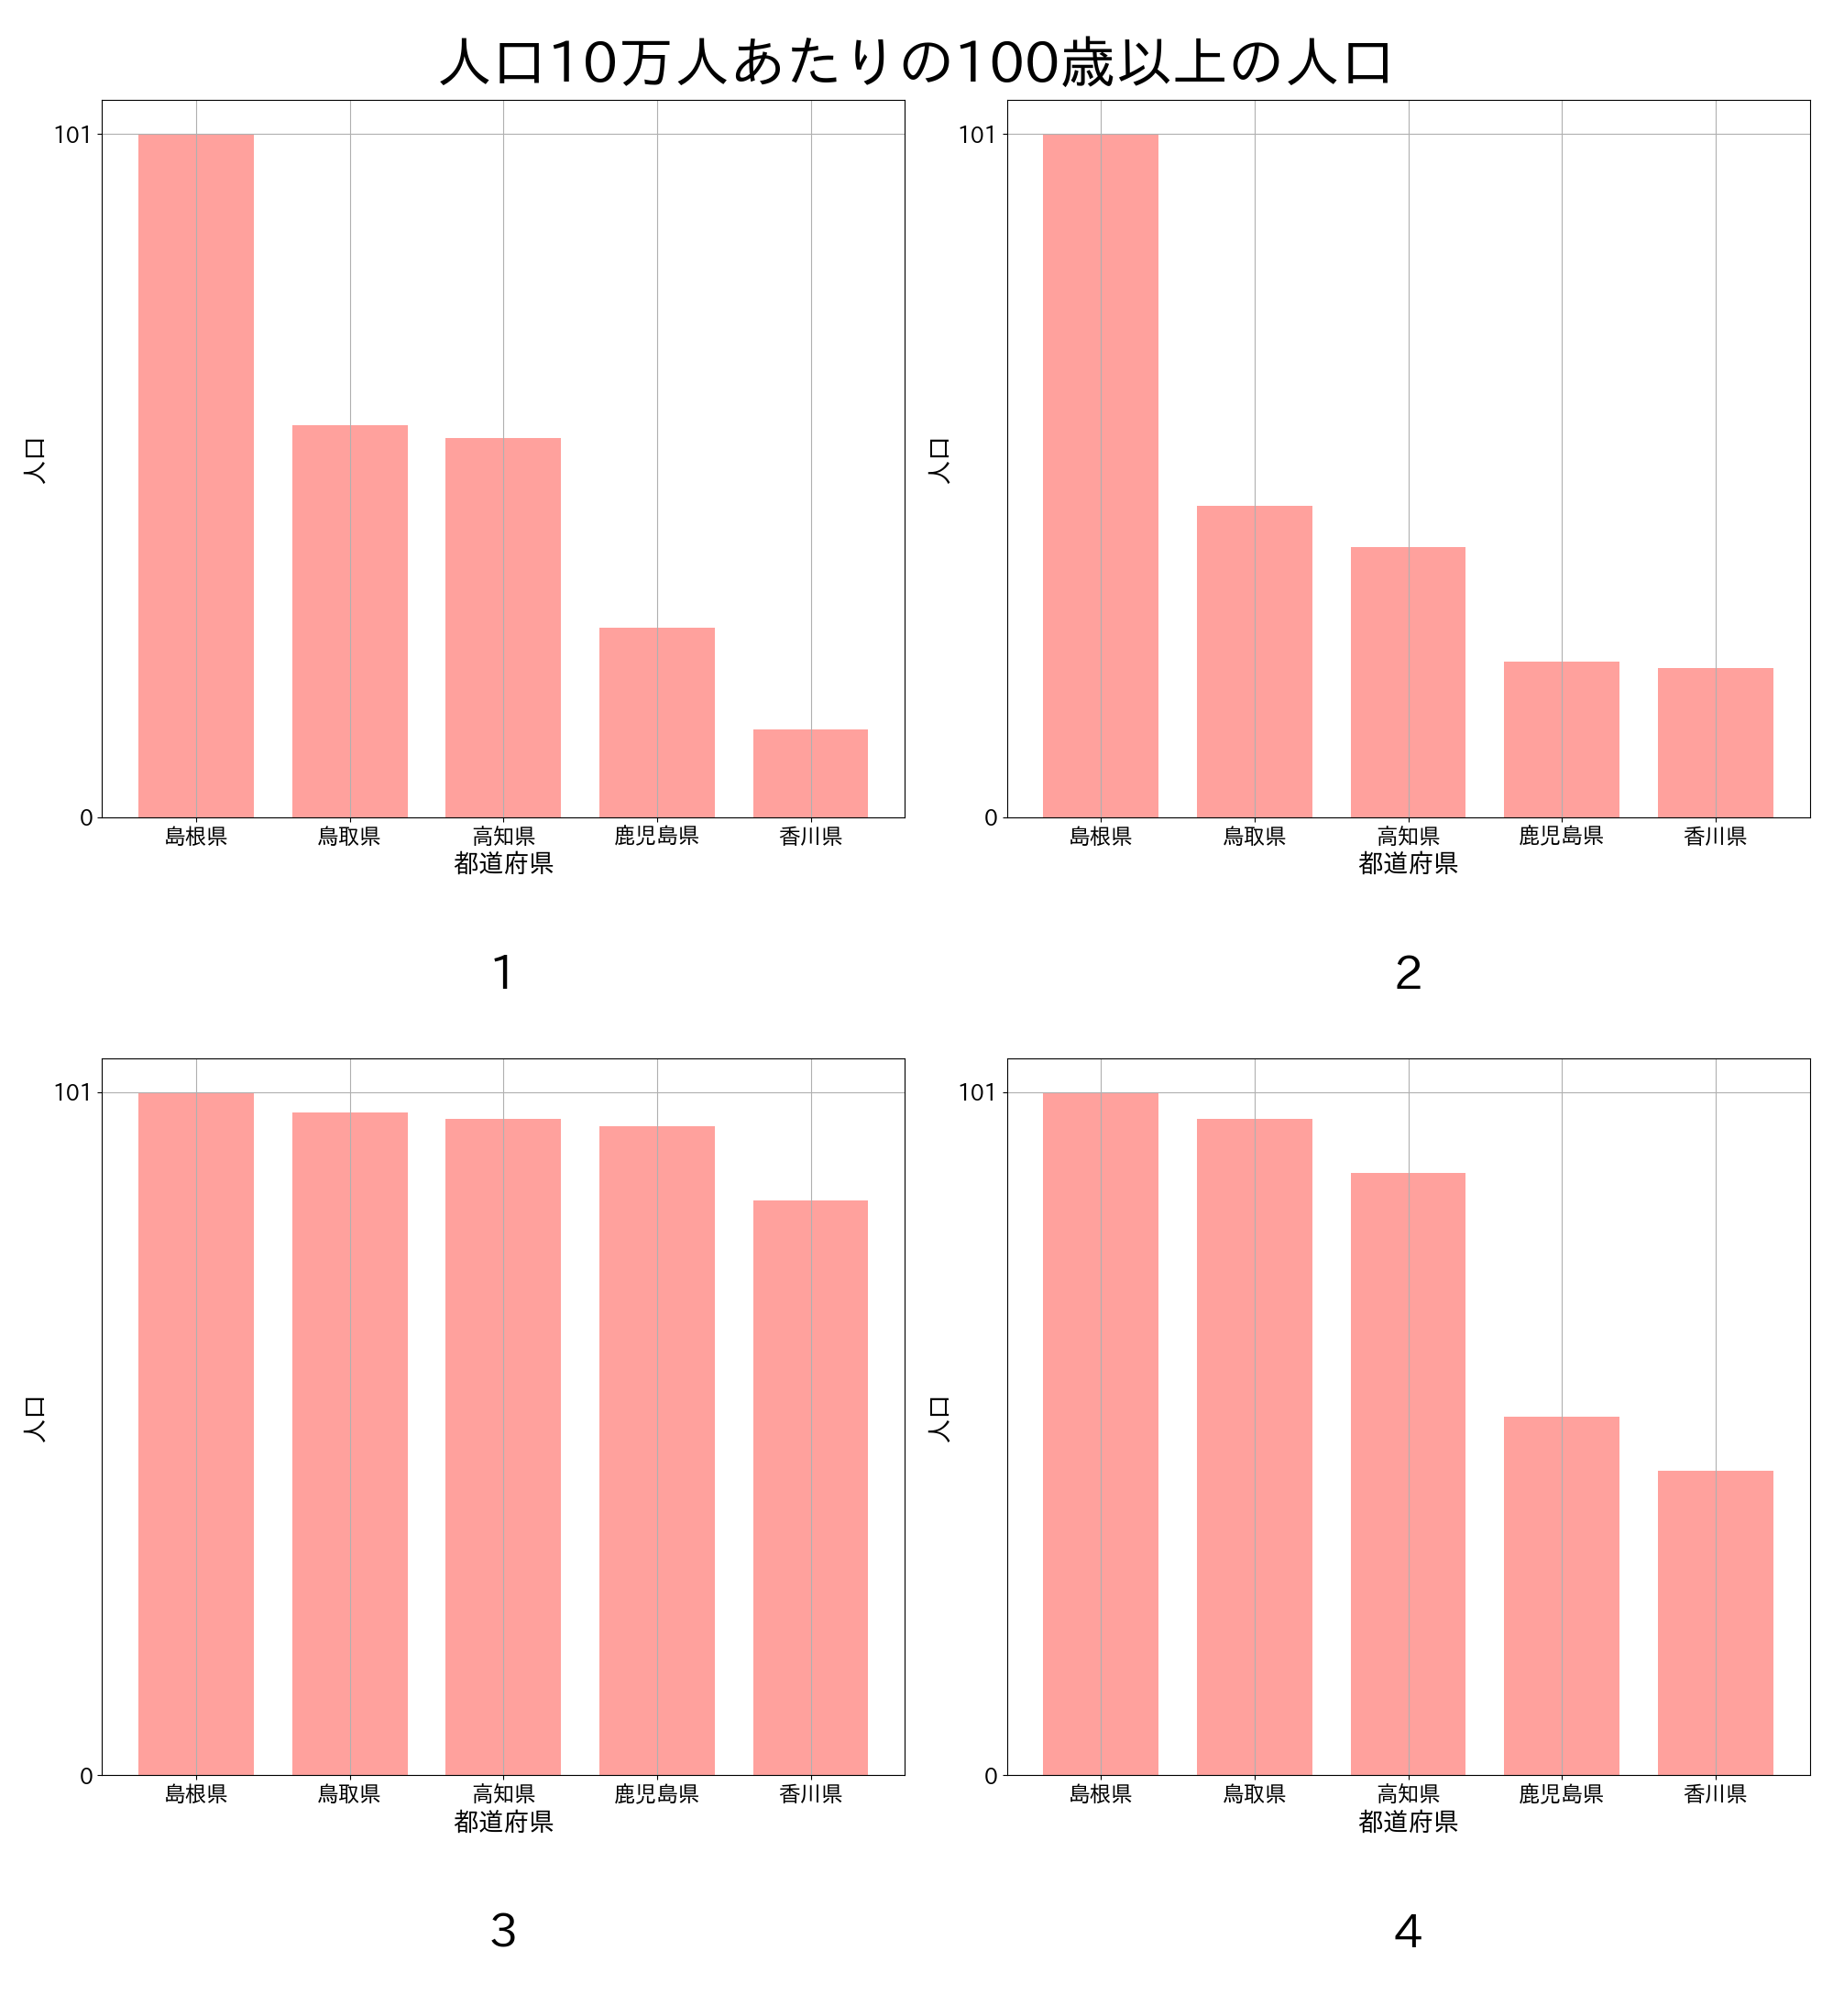 人口10万人あたりの100歳以上の人口
101
101
人口
人口
0
0
島根県 鳥取県 高知県 鹿児島県 香川県
島根県 鳥取県 高知県 鹿児島県 香川県
都道府県
都道府県
1
2
101
101
人口
人口
0
0
島根県 鳥取県 高知県 鹿児島県 香川県
島根県 鳥取県 高知県 鹿児島県 香川県
都道府県
都道府県
3
4